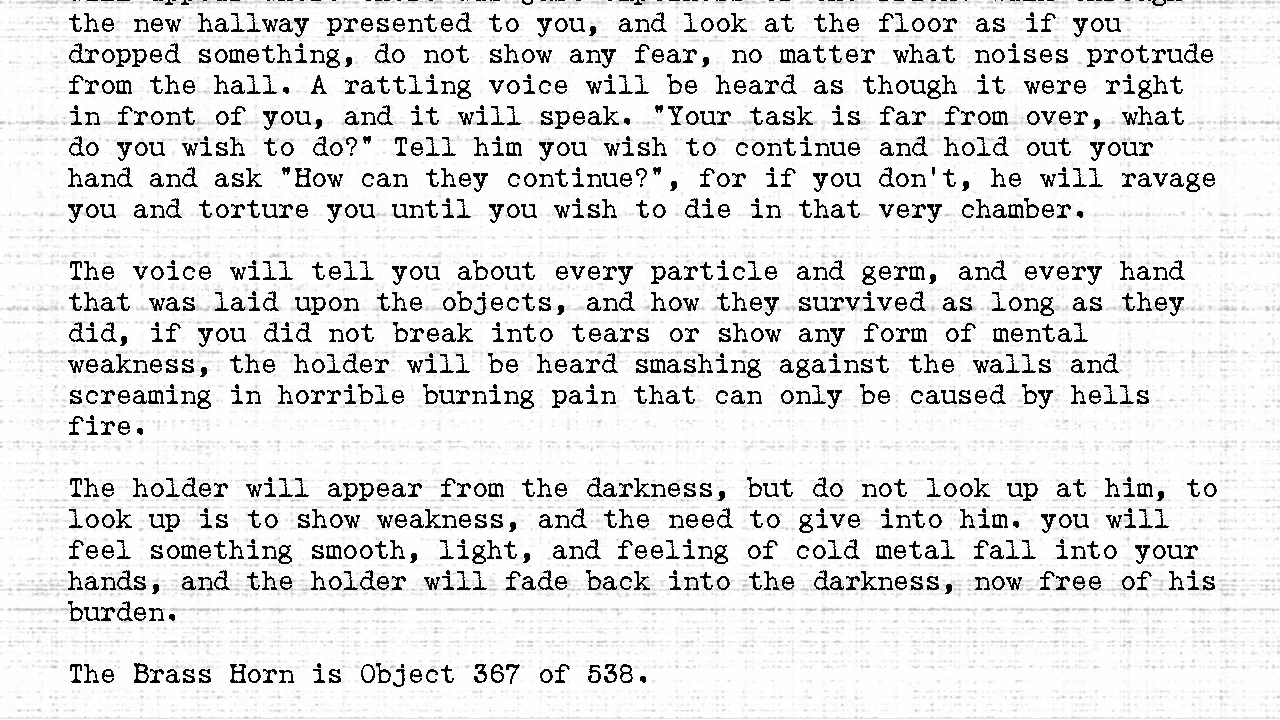 the new hallway presented to you, and look at the floor as if you
dropped something, do not show any fear, no matter what noises protrude
from the hall. A rattling voice will be heard as though it were right
in front of you, and it will speak. "Your task is far from over, what
do you wish to do?" Tell him you wish to continue and hold out your
hand and ask "How can they continue?", for if you don't, he will ravage
you and torture you until you wish to die in that very chamber.
The voice will tell you about every particle and germ, and every hand
that was laid upon the objects, and how they survived as long as they
did, if you did not break into tears or show any form of mental
weakness, the holder will be heard smashing against the walls and
screaming in horrible burning pain that can only be caused by hells
fire.
The holder will appear from the darkness, but do not look up at him, to
look up is to show weakness, and the need to give into him. you will
feel something smooth, light, and feeling of cold metal fall into your
hands, and the holder will fade back into the darkness, now free of his
burden.
The Brass Horn is Object 367 of 538.